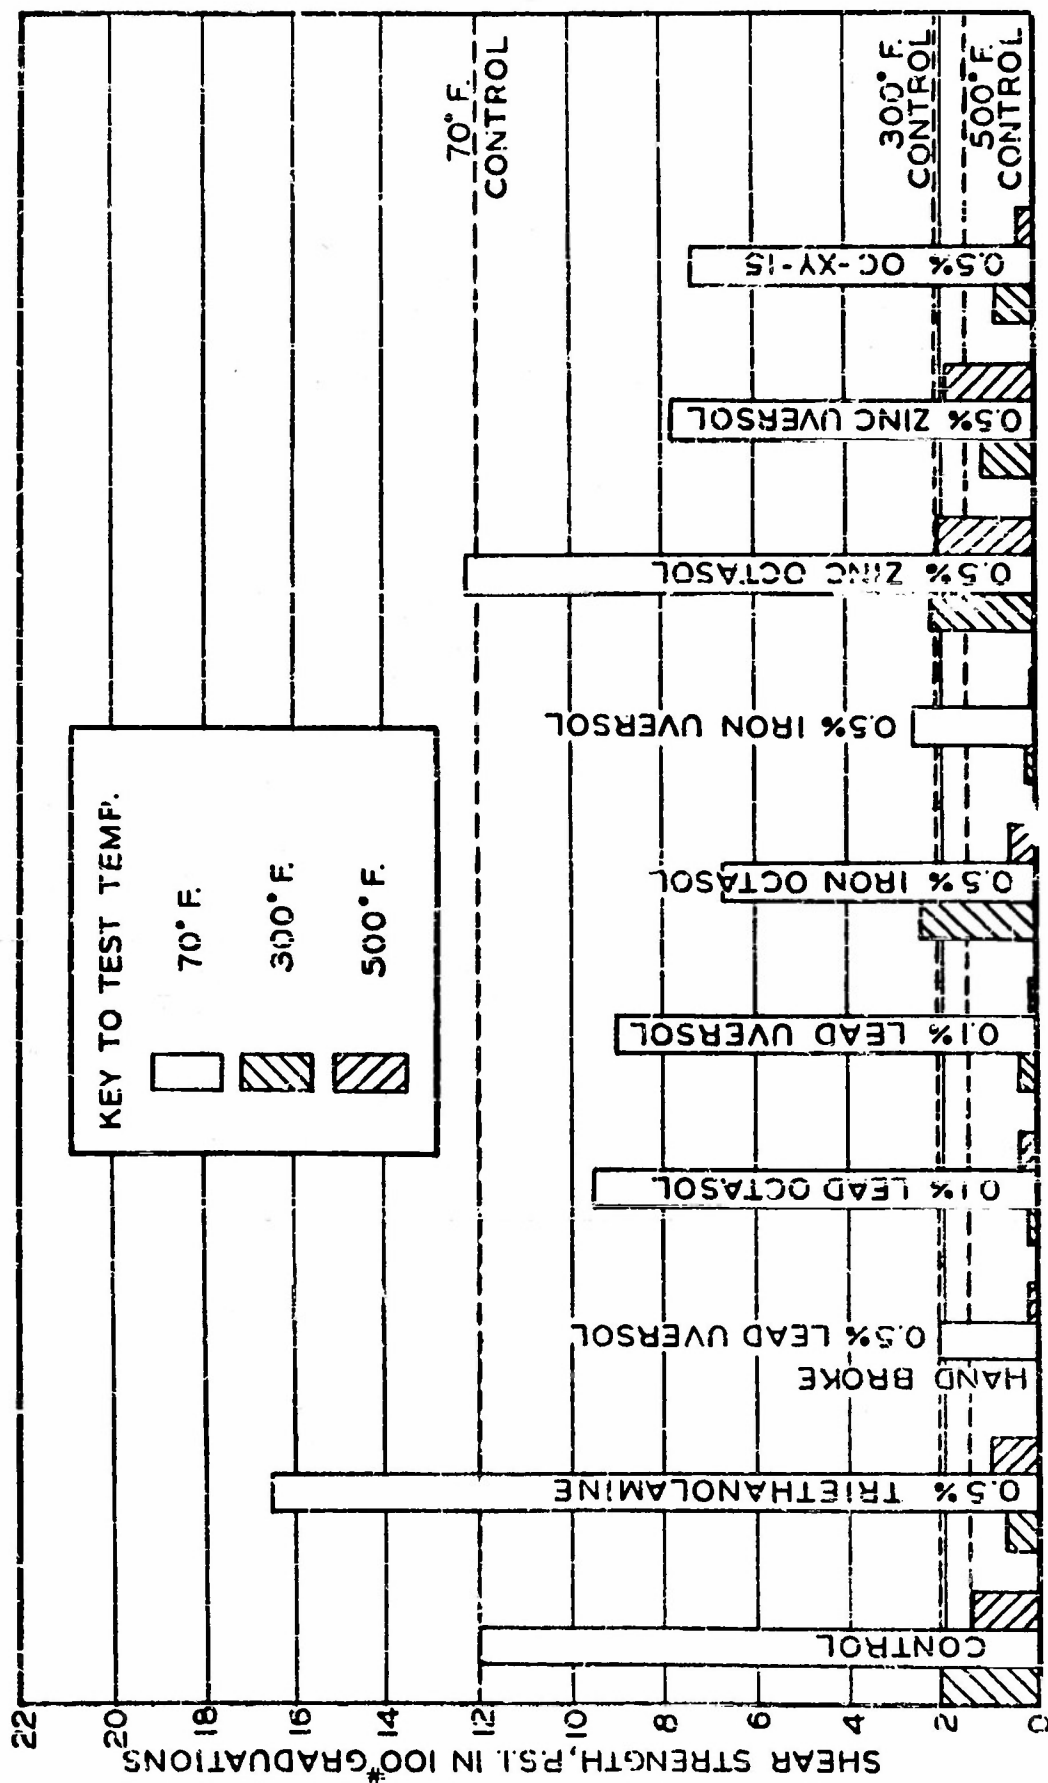 SHEAR STRENGTH, P.S.I. IN 100# GRADUATIONS
22
20
18
16
14
12
10
8
6
4
2
0
KEY TO TEST TEMP.
70° F.
300° F.
500° F.
70° F.
CONTROL
300° F.
CONTROL
500° F.
CONTROL
CONTROL
0.5% TRIETHANOLAMINE
HAND BROKE
0.5% LEAD UVERSOL
0.1% LEAD OCTASOL
0.1% LEAD UVERSOL
0.5% IRON OCTASOL
0.5% IRON UVERSOL
0.5% ZINC OCTASOL
0.5% ZINC UVERSOL
0.5% OC-XY-15